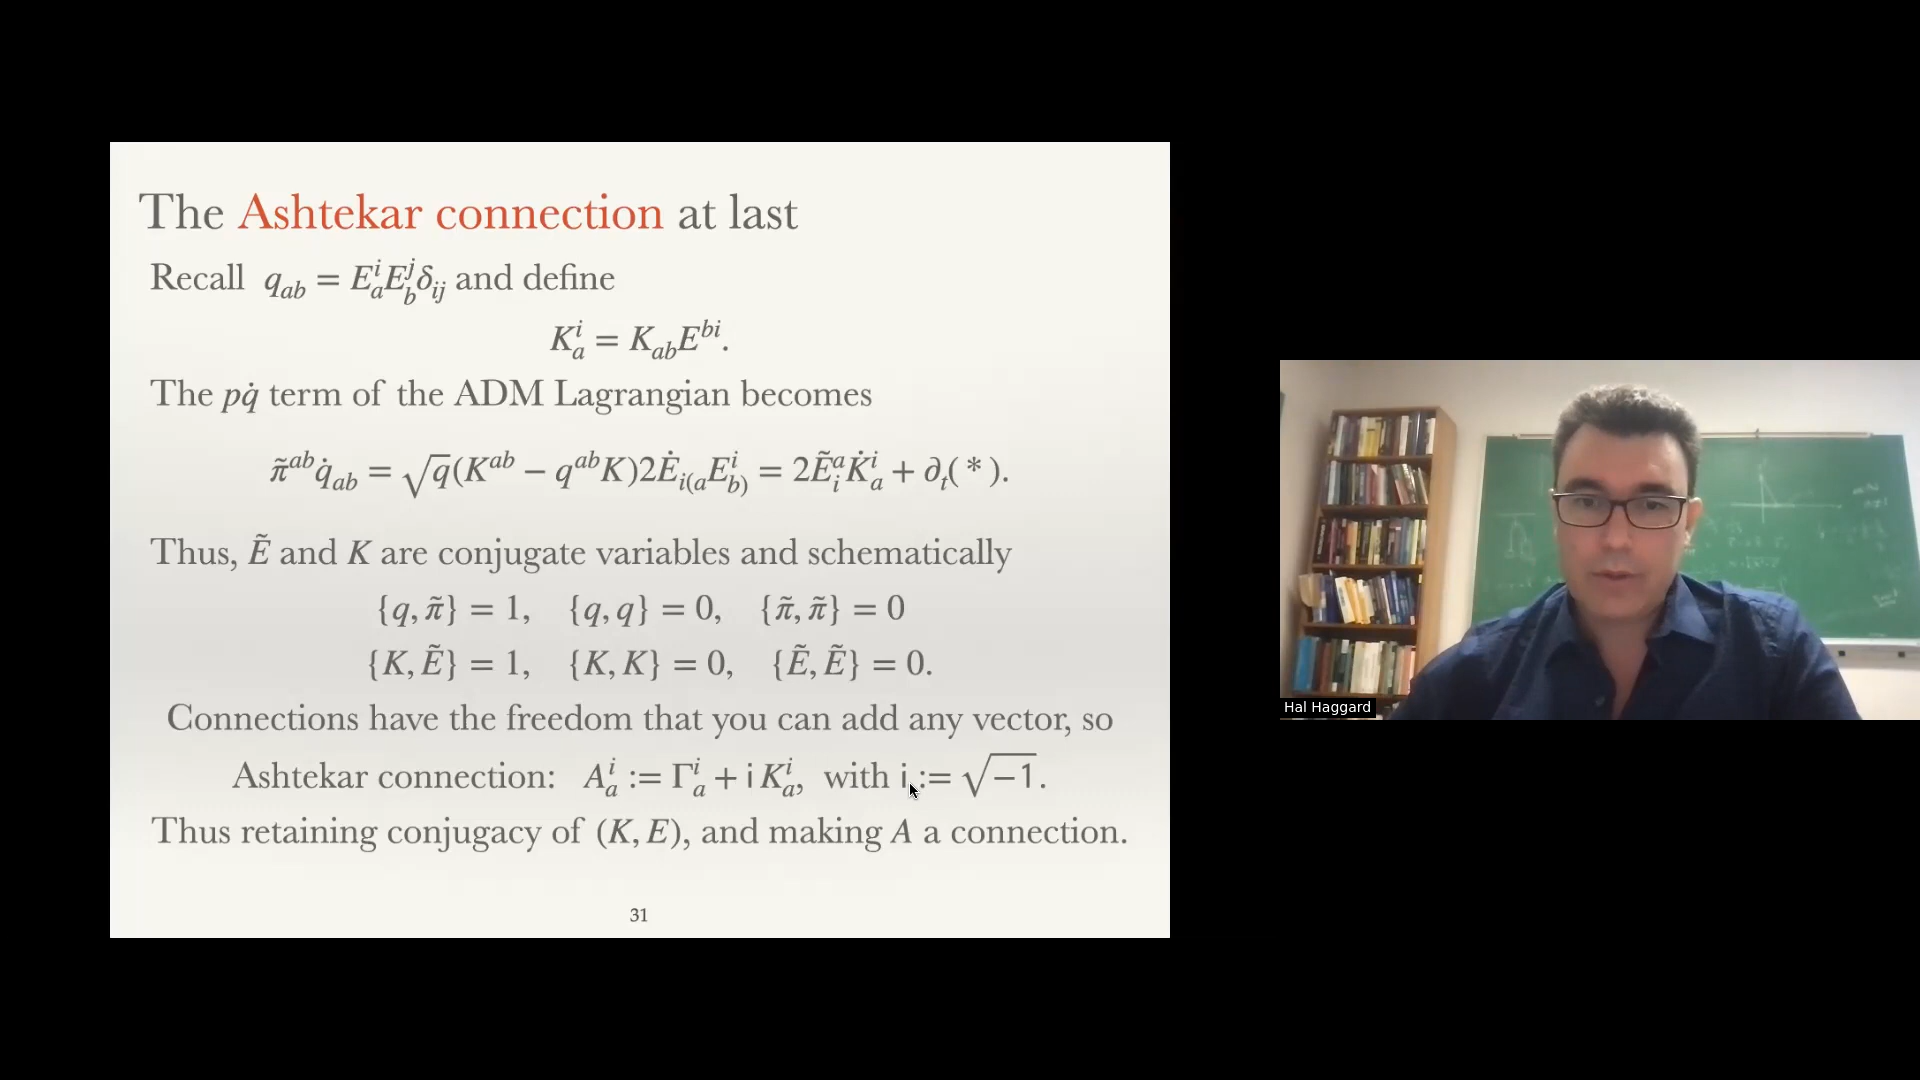 The Ashtekar connection at last
Recall q_{ab} = E^i_a E^j_b δ_{ij} and define
K^i_a = K_{ab}E^{bi}.
The pq̇ term of the ADM Lagrangian becomes
π̃^{ab}q̇_{ab} = √q(K^{ab} − q^{ab}K)2Ė_{i(a}E^i_{b)} = 2Ẽ^a_i K̇^i_a + ∂_t( * ).
Thus, Ẽ and K are conjugate variables and schematically
{q, π̃} = 1, {q, q} = 0, {π̃, π̃} = 0
{K, Ẽ} = 1, {K, K} = 0, {Ẽ, Ẽ} = 0.
Connections have the freedom that you can add any vector, so
Ashtekar connection: A^i_a := Γ^i_a + i K^i_a, with i := √−1.
Thus retaining conjugacy of (K, E), and making A a connection.
31
Hal Haggard